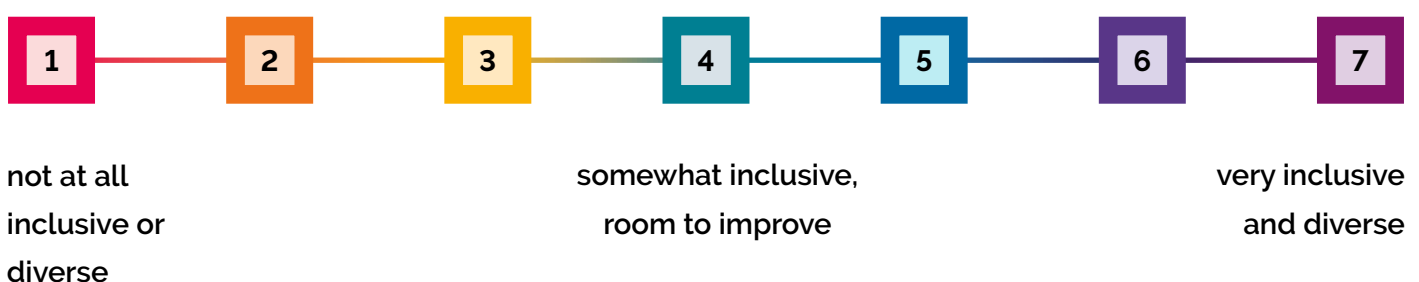 1 2 3 4 5 6 7
not at all
inclusive or
diverse
somewhat inclusive,
room to improve
very inclusive
and diverse